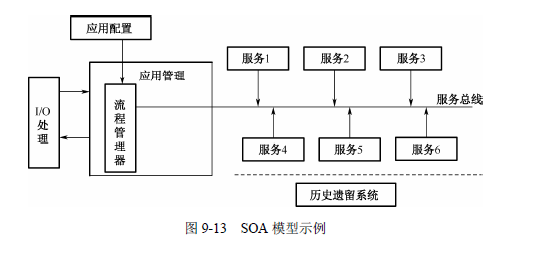 应用配置
应用管理
I/O
处
理
流
程
管
理
器
服务1
服务2
服务3
服务总线
服务4
服务5
服务6
历史遗留系统
图 9-13 SOA 模型示例